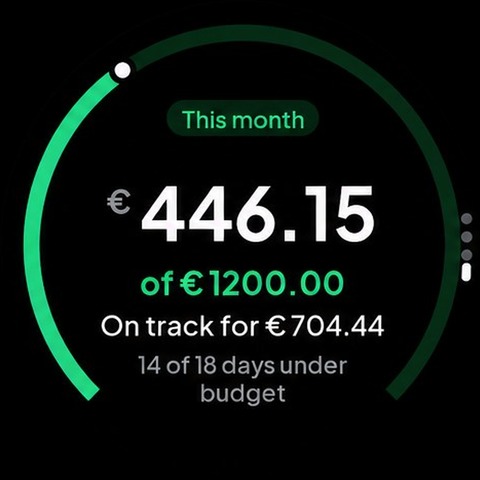 This month
€446.15
of €1200.00
On track for €704.44
14 of 18 days under
budget